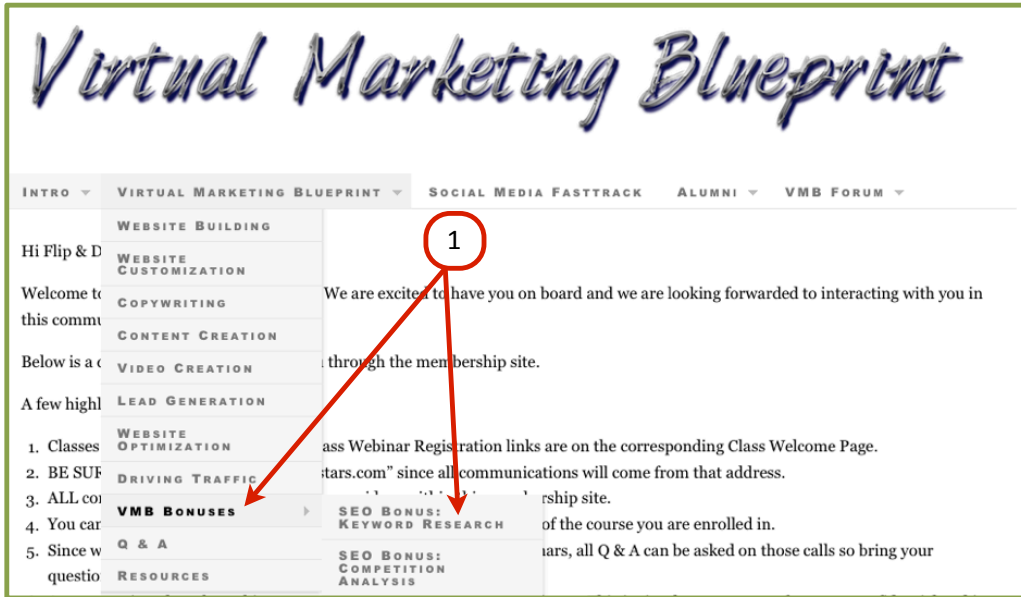 Virtual Marketing Blueprint
INTRO VIRTUAL MARKETING BLUEPRINT SOCIAL MEDIA FASTTRACK ALUMNI VMB FORUM
WEBSITE BUILDING
WEBSITE
CUSTOMIZATION
COPYWRITING
CONTENT CREATION
VIDEO CREATION
LEAD GENERATION
WEBSITE
OPTIMIZATION
DRIVING TRAFFIC
VMB BONUSES
Q & A
RESOURCES
SEO BONUS:
KEYWORD RESEARCH
SEO BONUS:
COMPETITION
ANALYSIS
1
Hi Flip & D
Welcome to We are excited to have you on board and we are looking forwarded to interacting with you in
this commu
Below is a through the membership site.
A few highl
1. Classes ass Webinar Registration links are on the corresponding Class Welcome Page.
2. BE SUR stars.com” since all communications will come from that address.
3. ALL con rship site.
4. You can of the course you are enrolled in.
5. Since w ars, all Q & A can be asked on those calls so bring your
questio